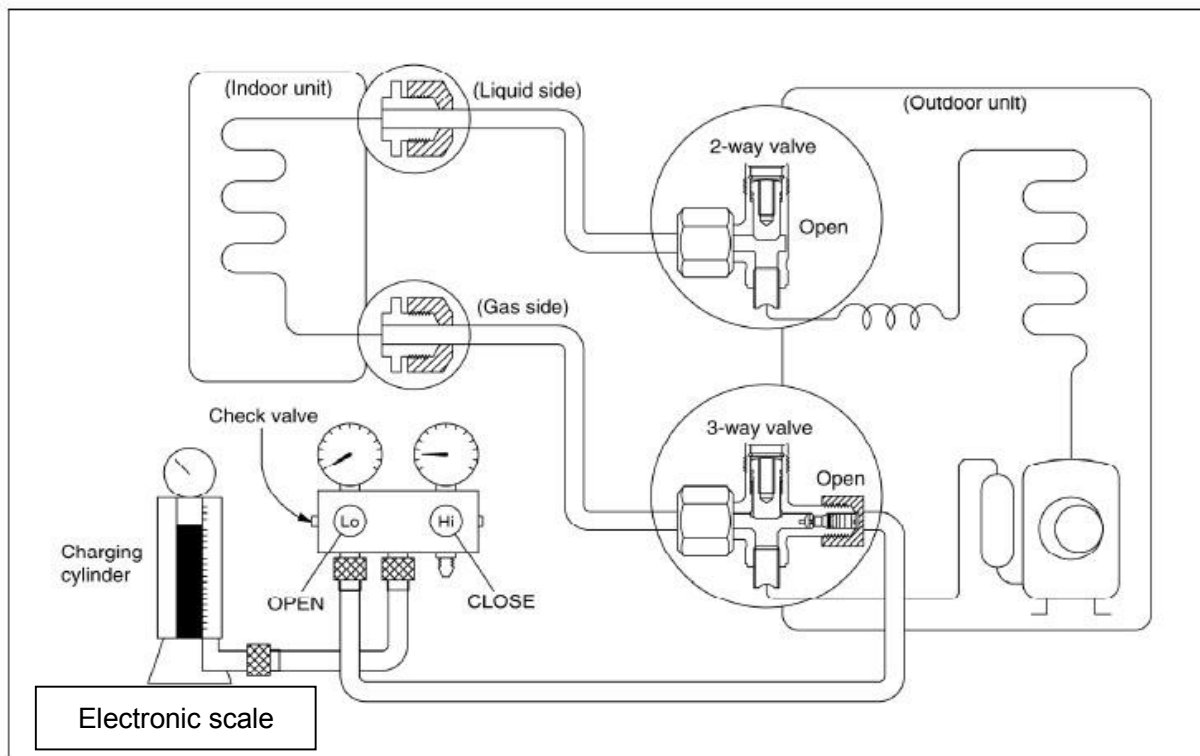 (Indoor unit)
(Liquid side)
(Outdoor unit)
2-way valve
Open
(Gas side)
Check valve
3-way valve
Open
Lo
Hi
Charging
cylinder
OPEN
CLOSE
Electronic scale